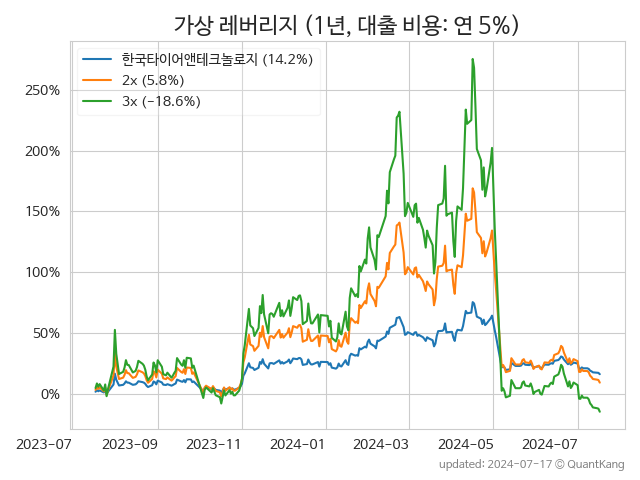 가상 레버리지 (1년, 대출 비용: 연 5%)
한국타이어앤테크놀로지 (14.2%)
2x (5.8%)
3x (−18.6%)
250%
200%
150%
100%
50%
0%
2023-07
2023-09
2023-11
2024-01
2024-03
2024-05
2024-07
updated: 2024-07-17 © QuantKang